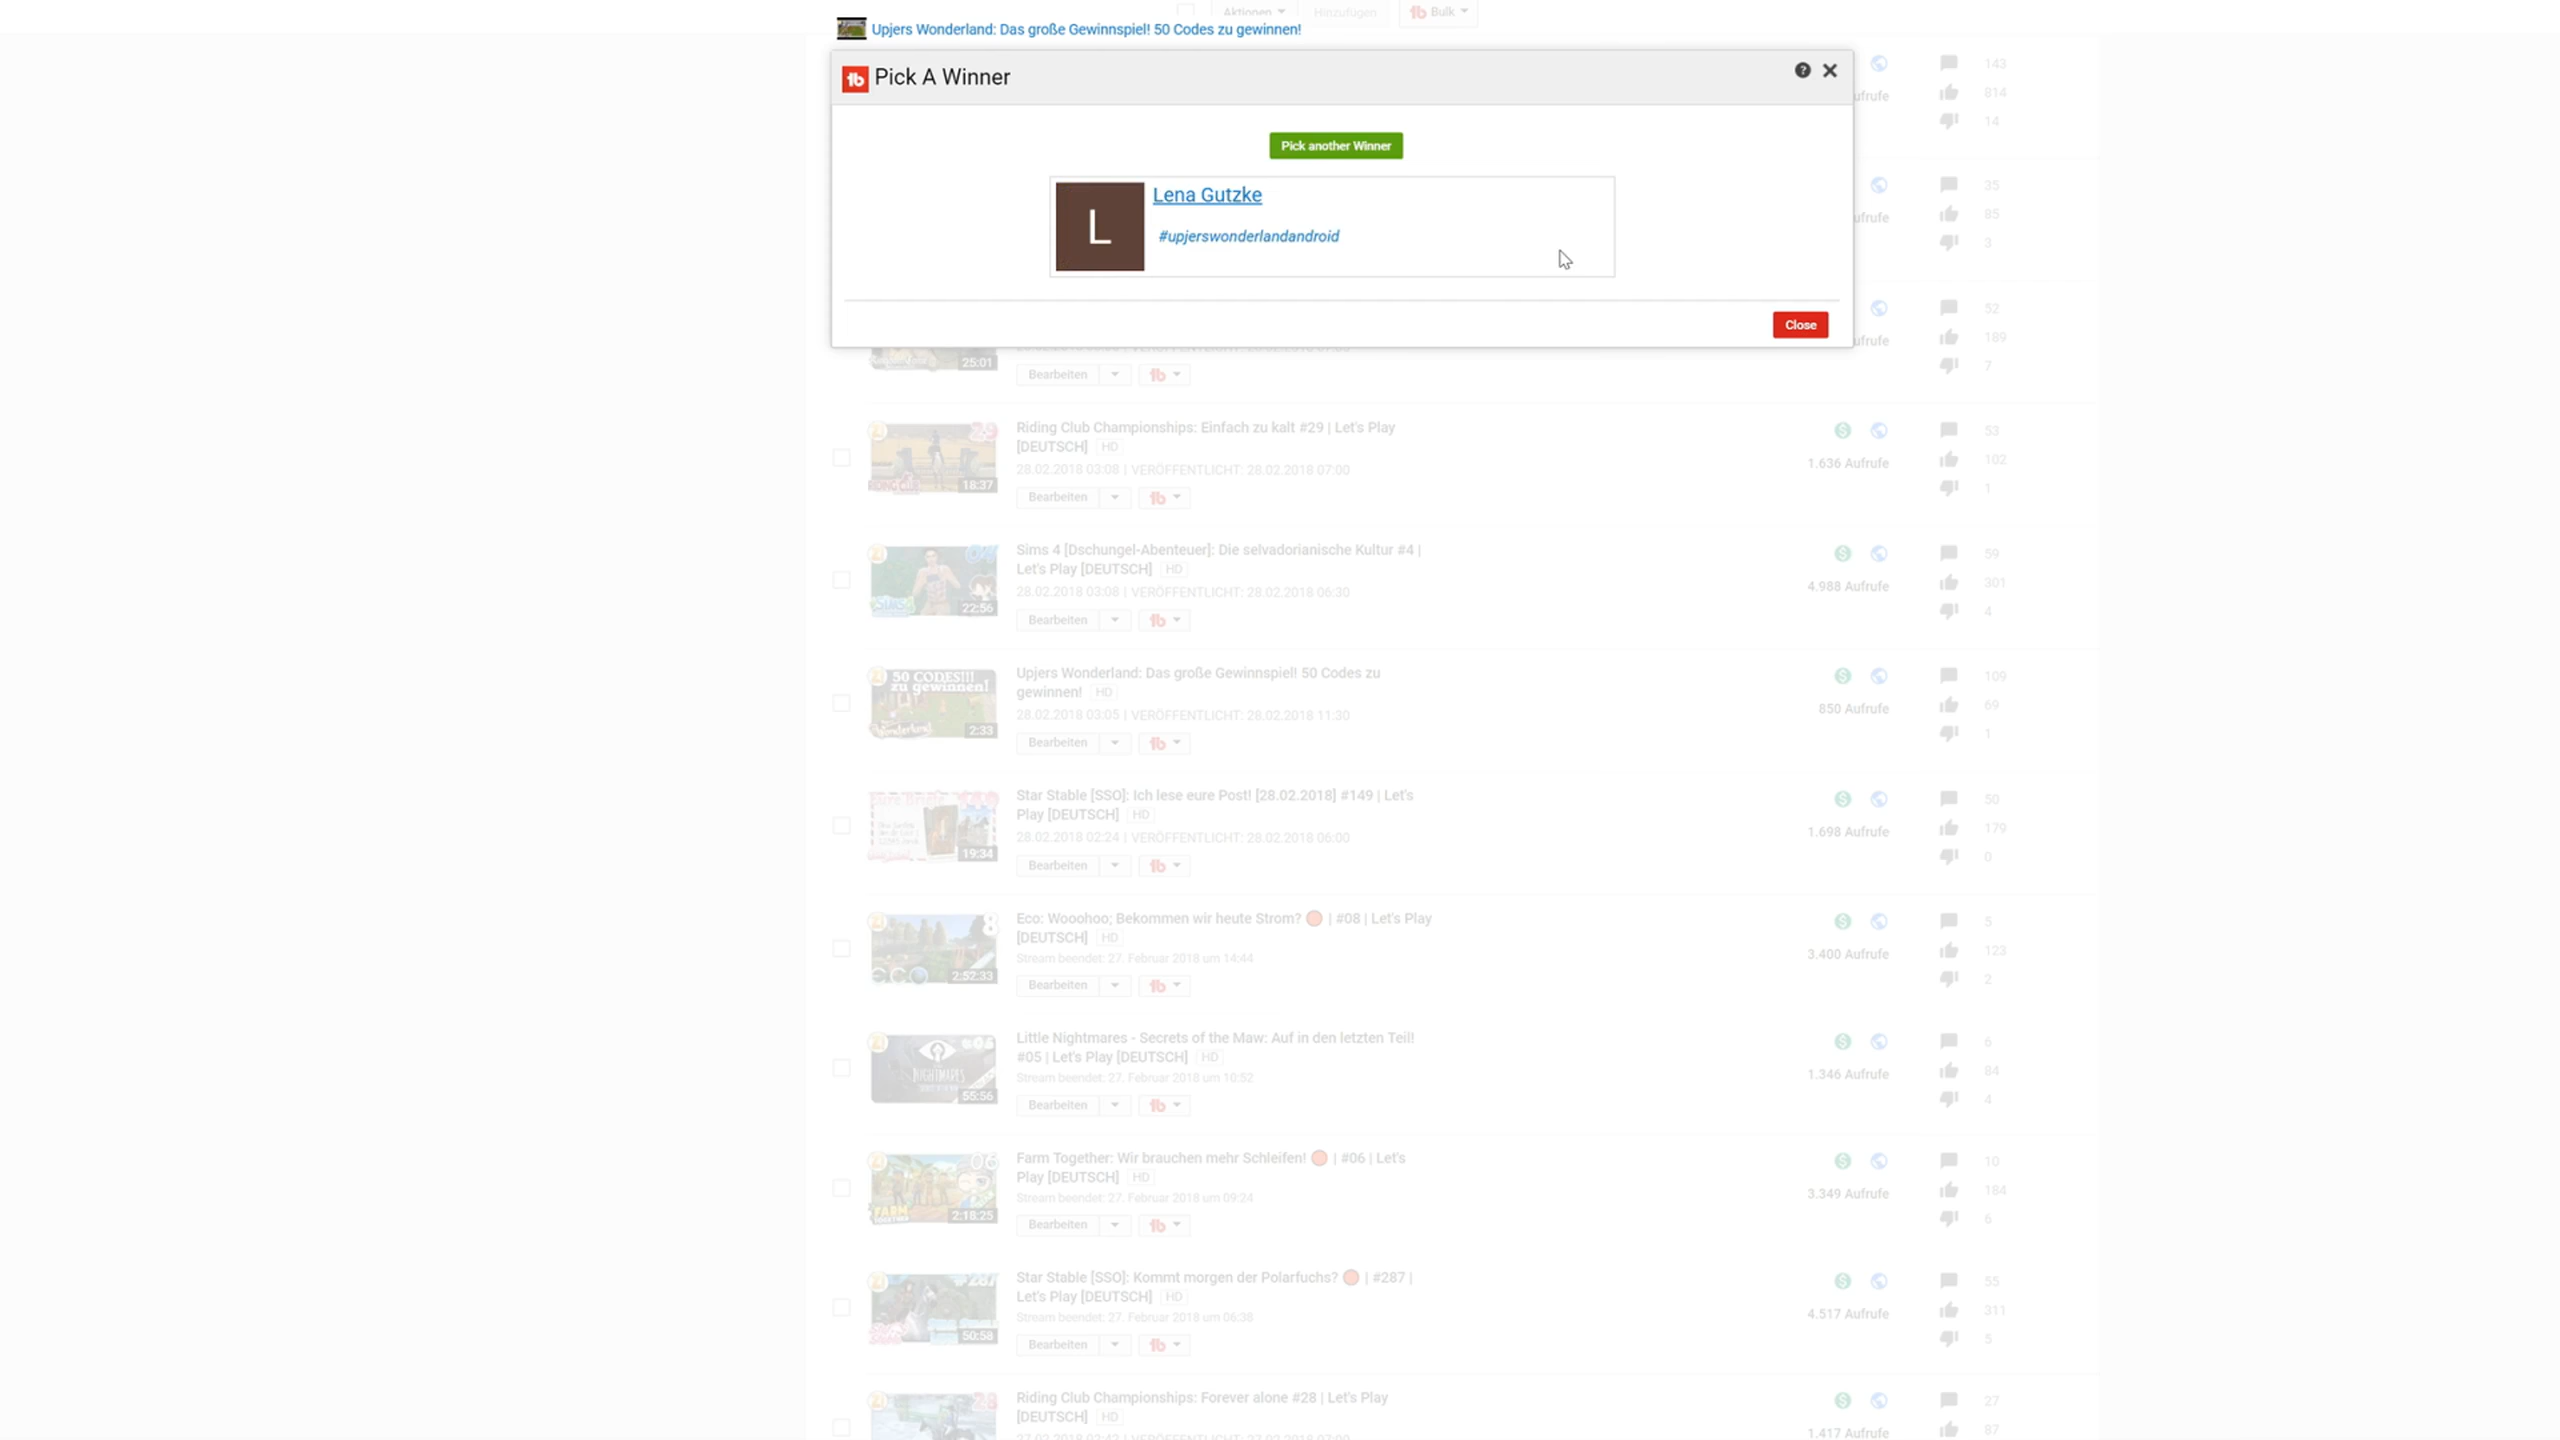 Aktionen Hinzufügen Bulk
Upjers Wonderland: Das große Gewinnspiel! 50 Codes zu gewinnen!
Pick A Winner
Pick another Winner
L
Lena Gutzke
#upjerswonderlandandroid
Close
143
ufrufe 814
14
35
ufrufe 85
3
52
ufrufe 189
7
25:01
Bearbeiten
Riding Club Championships: Einfach zu kalt #29 | Let's Play
[DEUTSCH] HD
28.02.2018 03:08 | VERÖFFENTLICHT: 28.02.2018 07:00
Bearbeiten
29
18:37
1.636 Aufrufe
53
102
1
Sims 4 [Dschungel-Abenteuer]: Die selvadorianische Kultur #4 |
Let's Play [DEUTSCH] HD
28.02.2018 03:08 | VERÖFFENTLICHT: 28.02.2018 06:30
Bearbeiten
22:56
4.988 Aufrufe
59
301
4
Upjers Wonderland: Das große Gewinnspiel! 50 Codes zu
gewinnen! HD
28.02.2018 03:05 | VERÖFFENTLICHT: 28.02.2018 11:30
Bearbeiten
50 CODES!!!
zu gewinnen!
2:33
850 Aufrufe
109
69
1
Star Stable [SSO]: Ich lese eure Post! [28.02.2018] #149 | Let's
Play [DEUTSCH] HD
28.02.2018 02:24 | VERÖFFENTLICHT: 28.02.2018 06:00
Bearbeiten
19:34
1.698 Aufrufe
50
179
0
Eco: Wooohoo; Bekommen wir heute Strom? 🔴 | #08 | Let's Play
[DEUTSCH] HD
Stream beendet: 27. Februar 2018 um 14:44
Bearbeiten
8
ECO
2:52:33
3.400 Aufrufe
5
123
2
Little Nightmares - Secrets of the Maw: Auf in den letzten Teil!
#05 | Let's Play [DEUTSCH] HD
Stream beendet: 27. Februar 2018 um 10:52
Bearbeiten
NIGHTMARES
55:56
1.346 Aufrufe
6
84
4
Farm Together: Wir brauchen mehr Schleifen! 🔴 | #06 | Let's
Play [DEUTSCH] HD
Stream beendet: 27. Februar 2018 um 09:24
Bearbeiten
06
FARM
2:18:25
3.349 Aufrufe
10
184
6
Star Stable [SSO]: Kommt morgen der Polarfuchs? 🔴 | #287 |
Let's Play [DEUTSCH] HD
Stream beendet: 27. Februar 2018 um 06:38
Bearbeiten
50:58
4.517 Aufrufe
55
311
5
Riding Club Championships: Forever alone #28 | Let's Play
[DEUTSCH] HD
28
1.417 Aufrufe
27
87